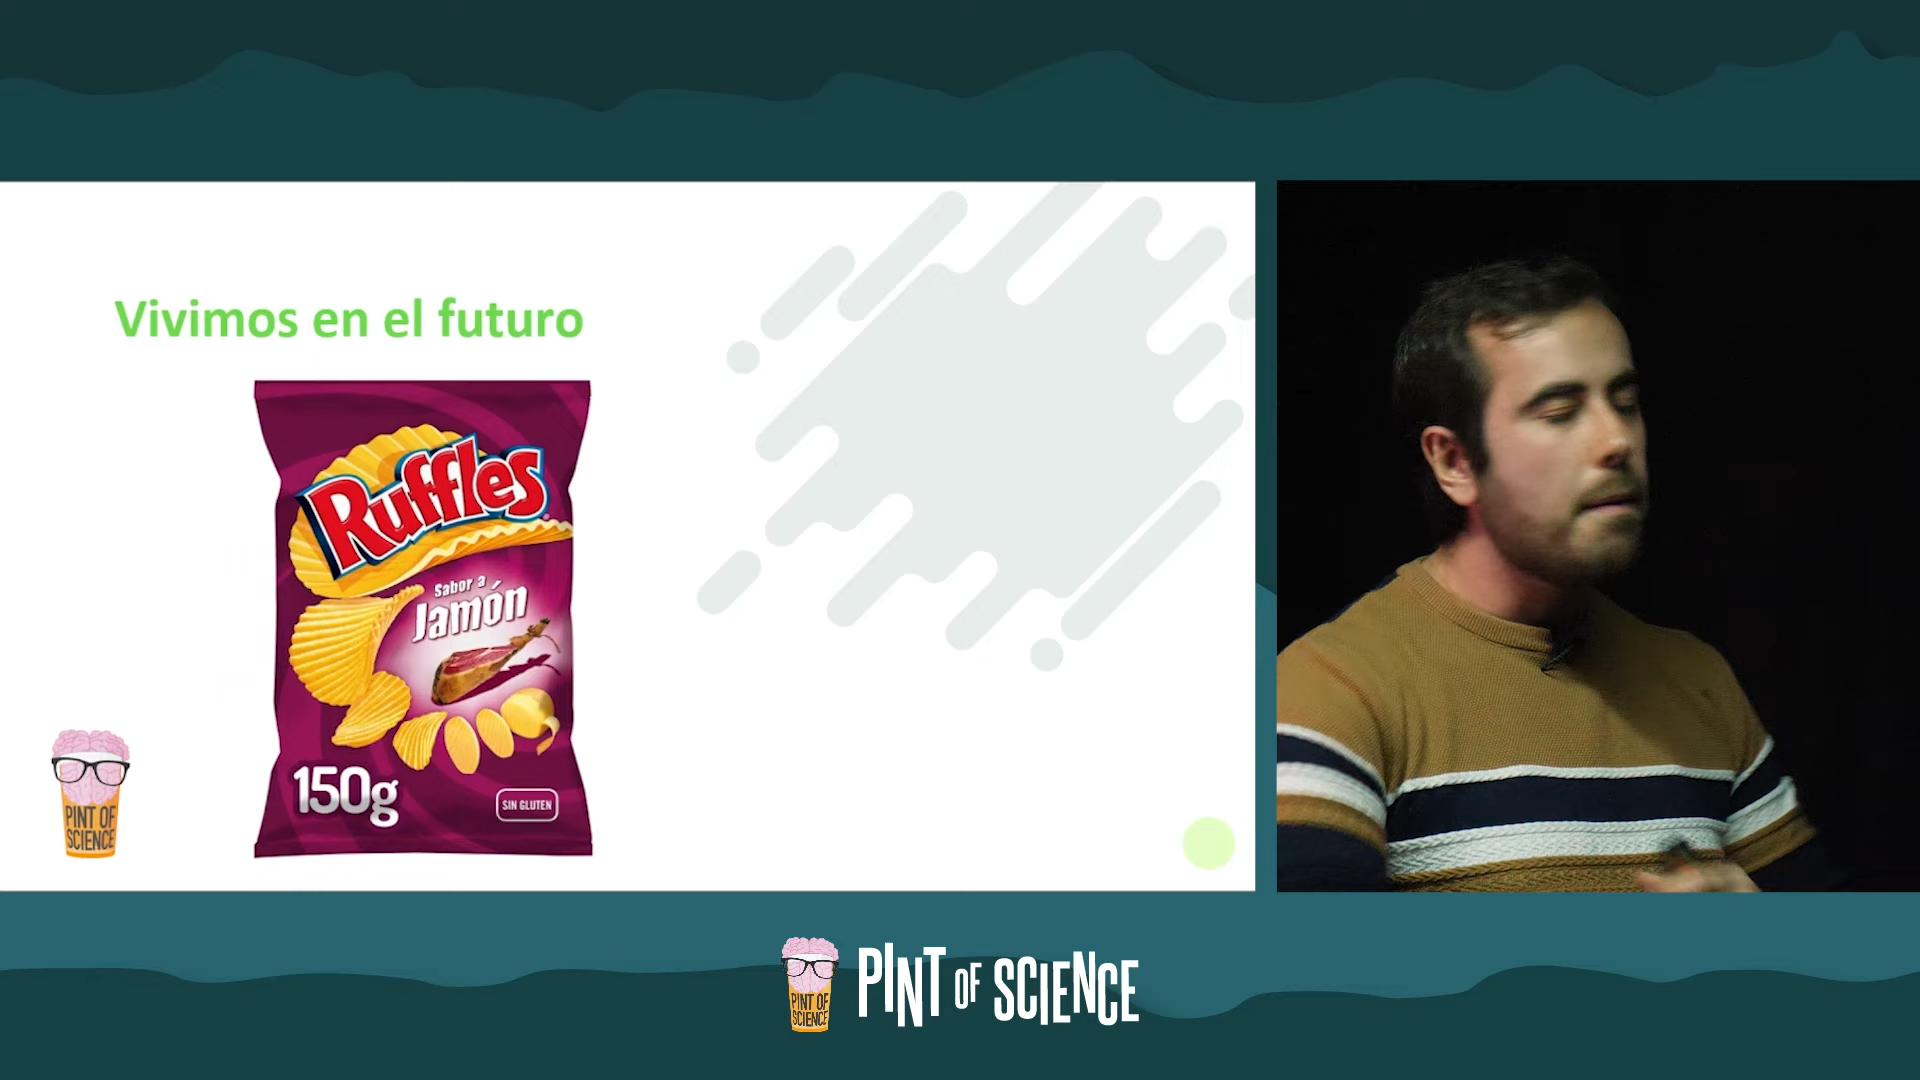 Vivimos en el futuro
Ruffles
Sabor a
Jamón
150g
SIN GLUTEN
PINT OF
SCIENCE
PINT OF
SCIENCE
PINT OF SCIENCE